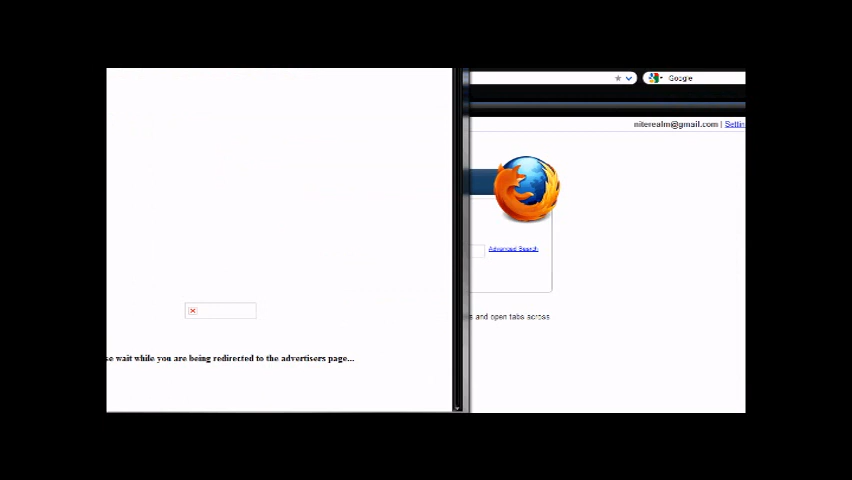 Google
niterealm@gmail.com | Settin
Advanced Search
s and open tabs across
se wait while you are being redirected to the advertisers page...